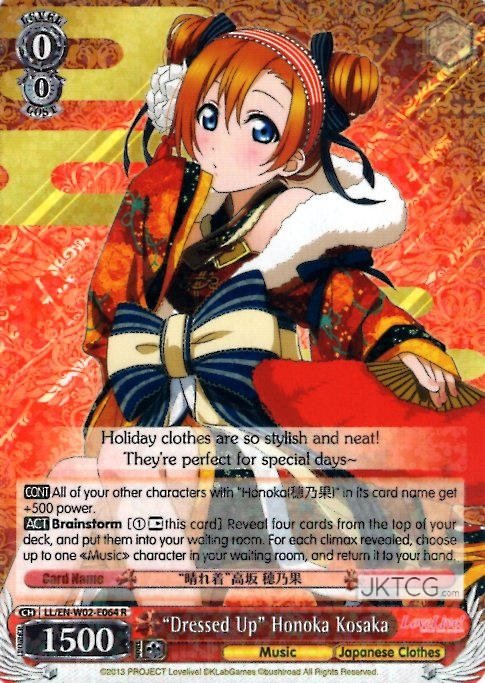 LEVEL
0
0
COST
Holiday clothes are so stylish and neat!
They're perfect for special days~
CONT All of your other characters with "Honoka(穂乃果)" in its card name get
+500 power.
ACT Brainstorm [① this card] Reveal four cards from the top of your
deck, and put them into your waiting room. For each climax revealed, choose
up to one «Music» character in your waiting room, and return it to your hand.
Card Name
"晴れ着"高坂 穂乃果
JKTCG.com
CH LL/EN-W02-E064 R
POWER
1500
SOUL
"Dressed Up" Honoka Kosaka
LoveLive!
Music
Japanese Clothes
©2013 PROJECT Lovelive! ©KLabGames ©bushiroad All Rights Reserved.